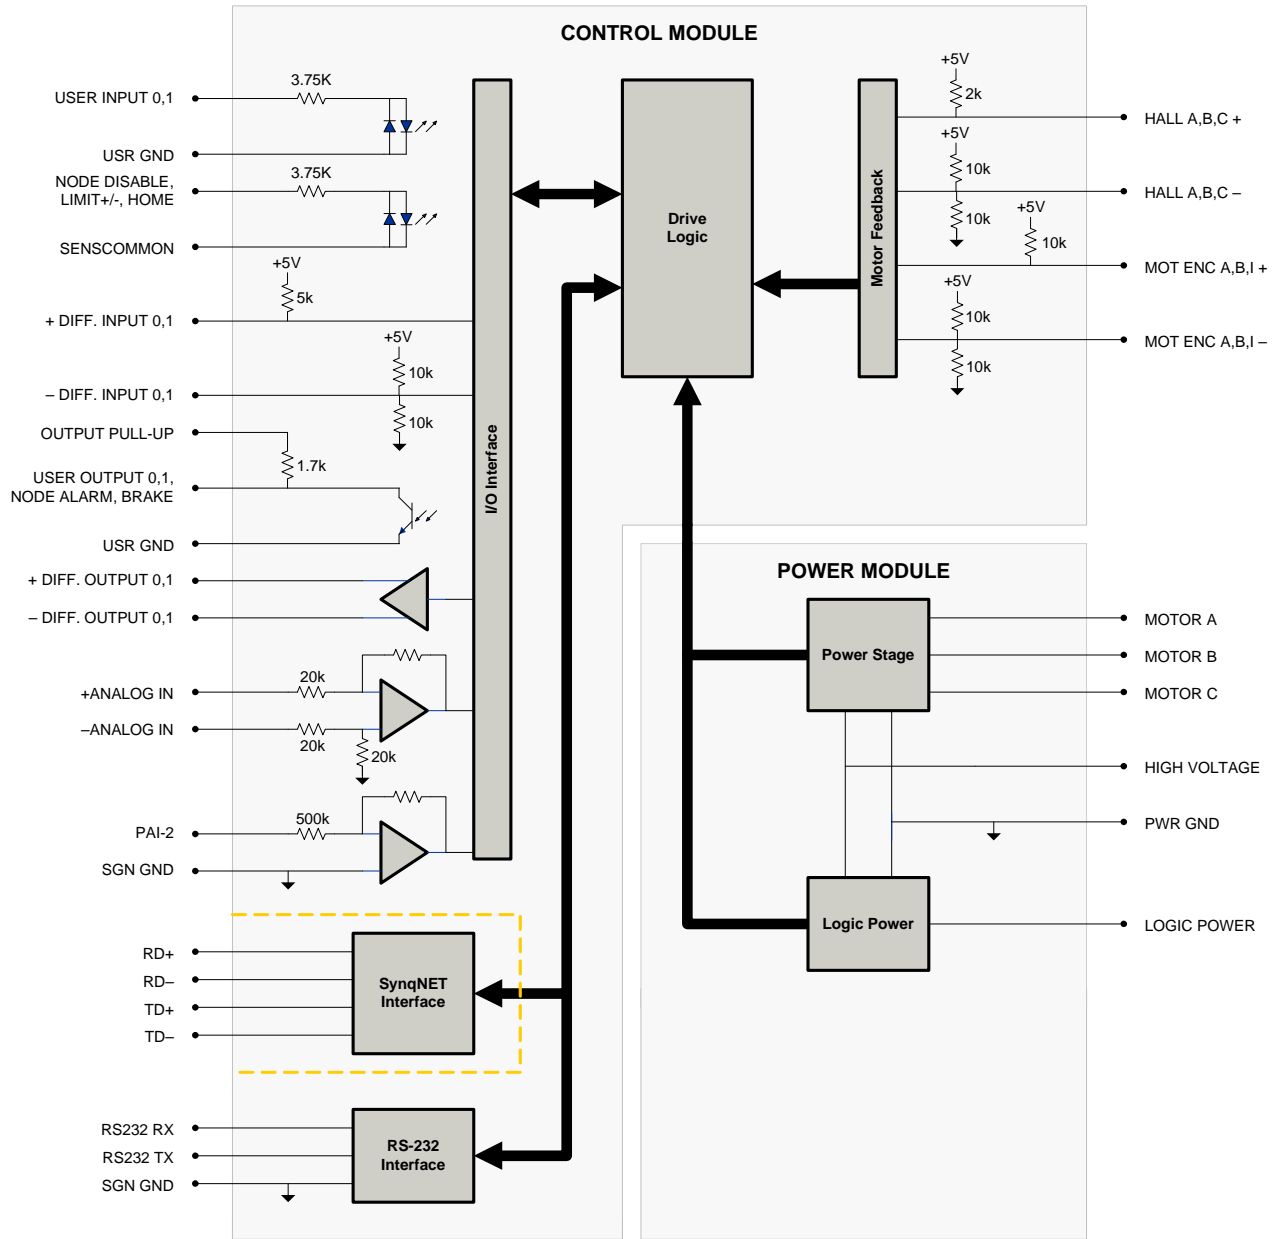 CONTROL MODULE
USER INPUT 0,1
3.75K
USR GND
NODE DISABLE,
LIMIT+/-, HOME
3.75K
SENSCOMMON
+5V
5k
+ DIFF. INPUT 0,1
+5V
10k
– DIFF. INPUT 0,1
10k
OUTPUT PULL-UP
1.7k
USER OUTPUT 0,1,
NODE ALARM, BRAKE
USR GND
+ DIFF. OUTPUT 0,1
– DIFF. OUTPUT 0,1
+ANALOG IN
20k
–ANALOG IN
20k
20k
PAI-2
500k
SGN GND
I/O Interface
RD+
RD–
TD+
TD–
SynqNET
Interface
RS232 RX
RS232 TX
SGN GND
RS-232
Interface
Drive
Logic
Motor Feedback
+5V
2k
HALL A,B,C +
+5V
10k
HALL A,B,C –
10k
+5V
10k
MOT ENC A,B,I +
+5V
10k
MOT ENC A,B,I –
10k
POWER MODULE
Power Stage
MOTOR A
MOTOR B
MOTOR C
HIGH VOLTAGE
PWR GND
Logic Power
LOGIC POWER